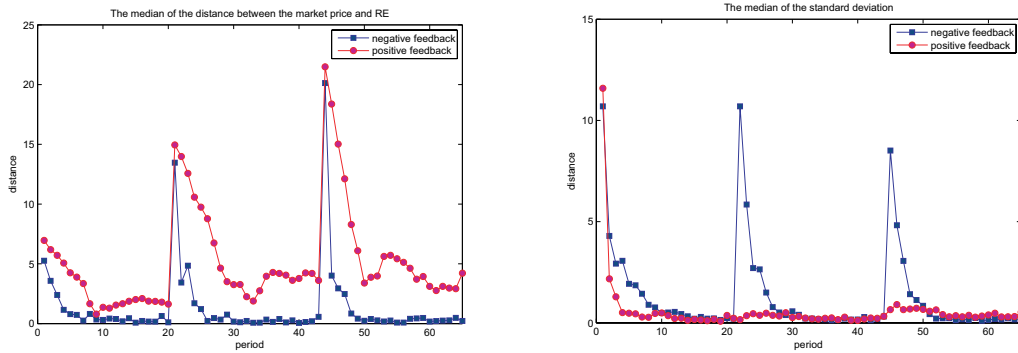 The median of the distance between the market price and RE
25
20
15
10
5
0
distance
negative feedback
positive feedback
0 10 20 30 40 50 60
period
The median of the standard deviation
15
10
5
0
distance
negative feedback
positive feedback
0 10 20 30 40 50 60
period